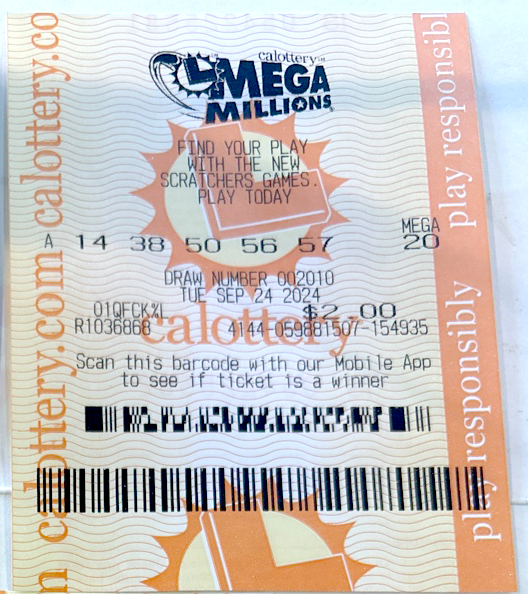 calottery™
MEGA
MILLIONS®
FIND YOUR PLAY
WITH THE NEW
SCRATCHERS GAMES.
PLAY TODAY
MEGA
A 14 38 50 56 57 20
DRAW NUMBER 002010
TUE SEP 24 2024
01QFCK%L $2.00
R1036868 4144-059881507-154935
calottery
Scan this barcode with our Mobile App
to see if ticket is a winner
n calottery.com calottery.co
play responsibly play responsibl